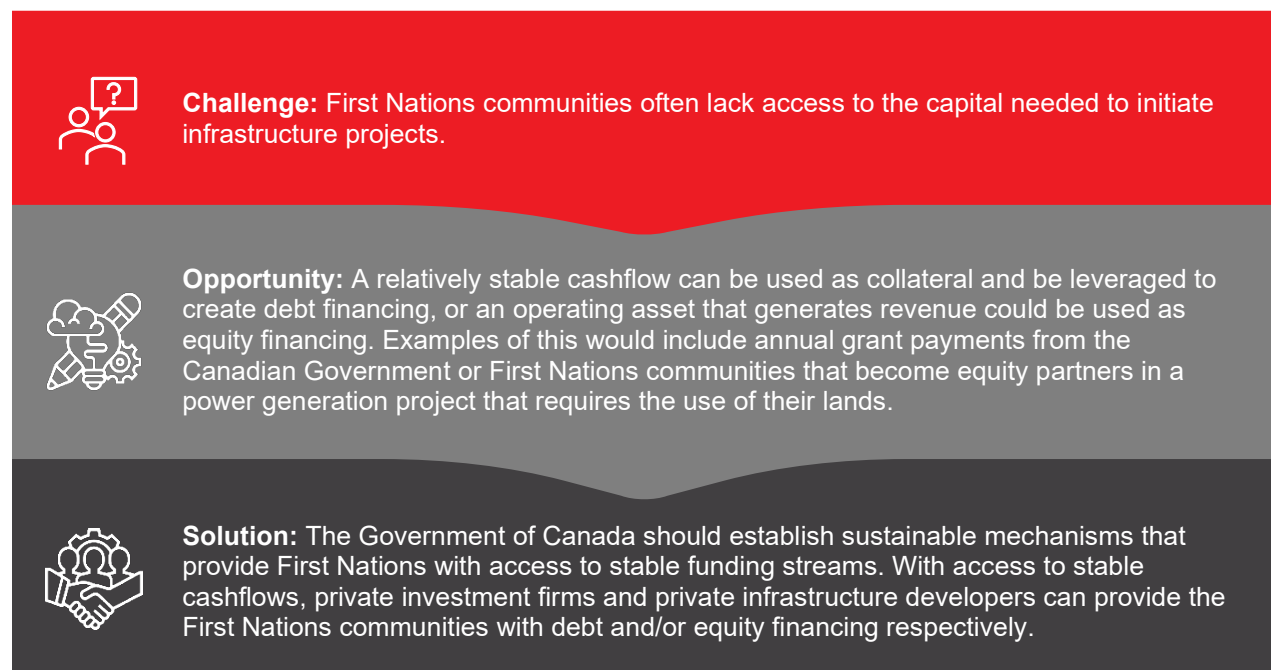 ?
Challenge: First Nations communities often lack access to the capital needed to initiate
infrastructure projects.
Opportunity: A relatively stable cashflow can be used as collateral and be leveraged to
create debt financing, or an operating asset that generates revenue could be used as
equity financing. Examples of this would include annual grant payments from the
Canadian Government or First Nations communities that become equity partners in a
power generation project that requires the use of their lands.
Solution: The Government of Canada should establish sustainable mechanisms that
provide First Nations with access to stable funding streams. With access to stable
cashflows, private investment firms and private infrastructure developers can provide the
First Nations communities with debt and/or equity financing respectively.